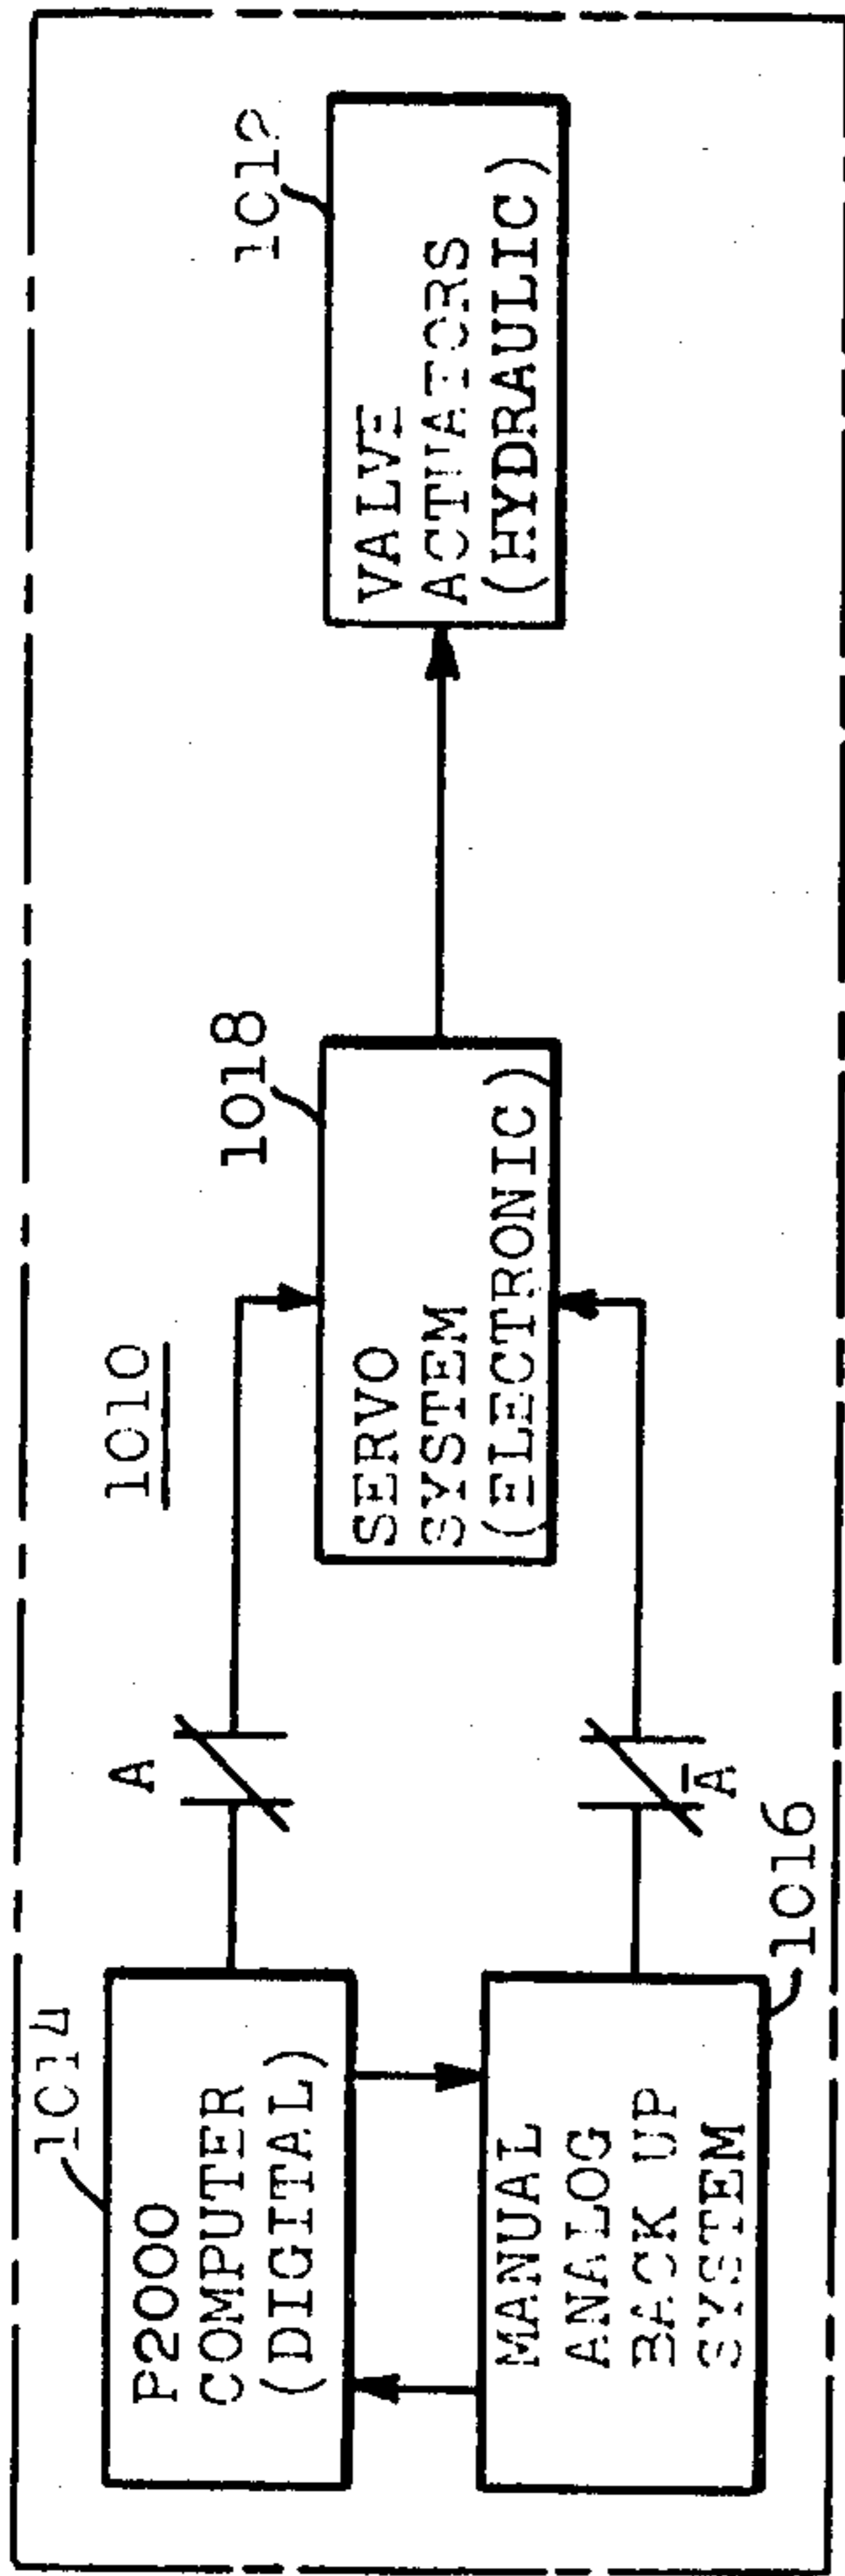 1014
P2000
COMPUTER
(DIGITAL)
MANUAL
ANALOG
BACK UP
SYSTEM
1016
A
Ā
1010
1018
SERVO
SYSTEM
(ELECTRONIC)
1012
VALVE
ACTUATORS
(HYDRAULIC)